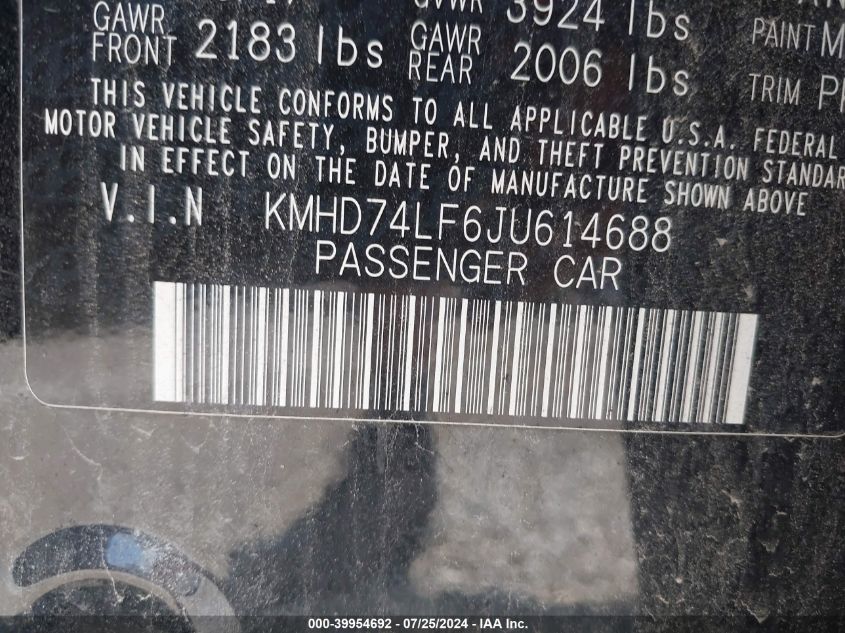 GVWR 3924 lbs
GAWR FRONT 2183 lbs GAWR REAR 2006 lbs
PAINT
TRIM
THIS VEHICLE CONFORMS TO ALL APPLICABLE U.S.A. FEDERAL
MOTOR VEHICLE SAFETY, BUMPER, AND THEFT PREVENTION STANDAR
IN EFFECT ON THE DATE OF MANUFACTURE SHOWN ABOVE
V.I.N KMHD74LF6JU614688
PASSENGER CAR
000-39954692 - 07/25/2024 - IAA Inc.